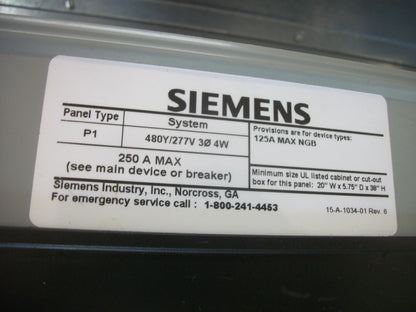 SIEMENS
Panel Type System
P1 480Y/277V 3Ø 4W
250 A MAX
(see main device or breaker)
Provisions are for device types:
125A MAX NGB
Minimum size UL listed cabinet or cut-out
box for this panel: 20" W x 5.75" D x 38" H
Siemens Industry, Inc., Norcross, GA
For emergency service call : 1-800-241-4453
15-A-1034-01 Rev. 6